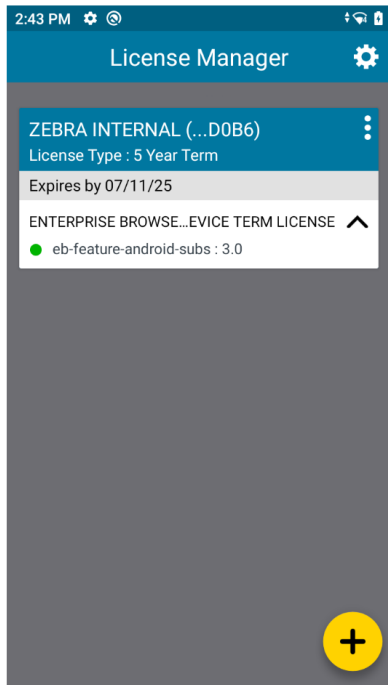 2:43 PM
License Manager
ZEBRA INTERNAL (...D0B6)
License Type : 5 Year Term
Expires by 07/11/25
ENTERPRISE BROWSE...EVICE TERM LICENSE
eb-feature-android-subs : 3.0